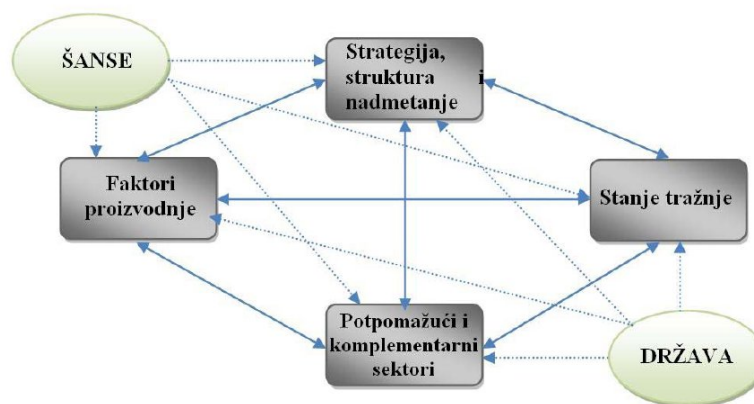 ŠANSE
Strategija,
struktura i
nadmetanje
Faktori
proizvodnje
Stanje tražnje
Potpomažući i
komplementarni
sektori
DRŽAVA